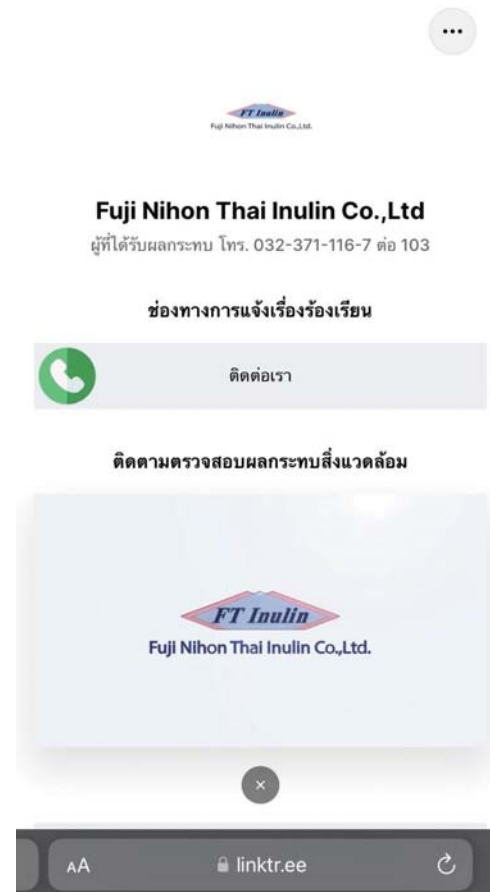 FT Inulin
Fuji Nihon Thai Inulin Co.,Ltd.
Fuji Nihon Thai Inulin Co.,Ltd
ผู้ที่ได้รับผลกระทบ โทร. 032-371-116-7 ต่อ 103
ช่องทางการแจ้งเรื่องร้องเรียน
ติดต่อเรา
ติดตามตรวจสอบผลกระทบสิ่งแวดล้อม
FT Inulin
Fuji Nihon Thai Inulin Co.,Ltd.
AA
linktr.ee